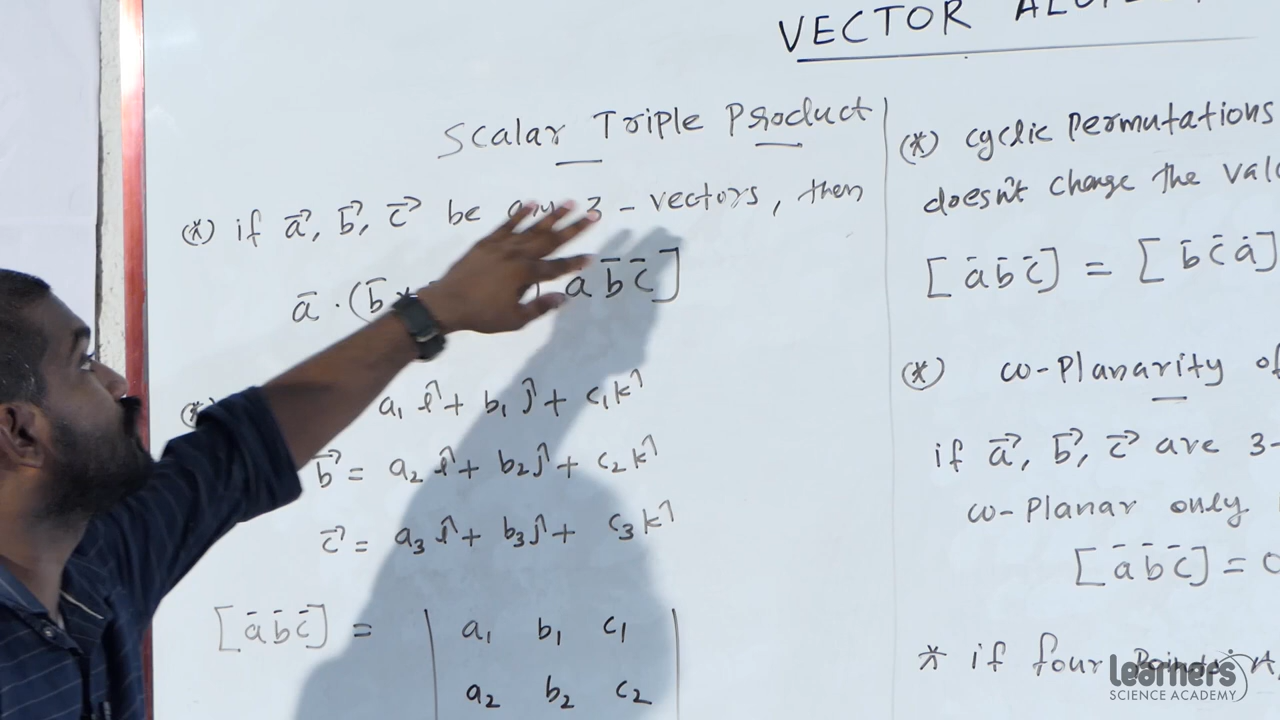 VECTOR
Scalar Triple Product
(*) if a⃗, b⃗, c⃗ be any 3 - vectors, then
a̅ · (b̅ × a̅ b̅ c̅]
a₁ î + b₁ ĵ + c₁ k̂
b⃗ = a₂ î + b₂ ĵ + c₂ k̂
c⃗ = a₃ î + b₃ ĵ + c₃ k̂
[a̅ b̅ c̅] = | a₁ b₁ c₁ |
a₂ b₂ c₂
(*) cyclic Permutations
doesn't change the
[a̅ b̅ c̅] = [b̅ c̅ a̅]
(*) co-Planarity of
if a⃗, b⃗, c⃗ are 3-
co-Planar only
[a̅ b̅ c̅] = 0
* if four Points A,
Learners
SCIENCE ACADEMY